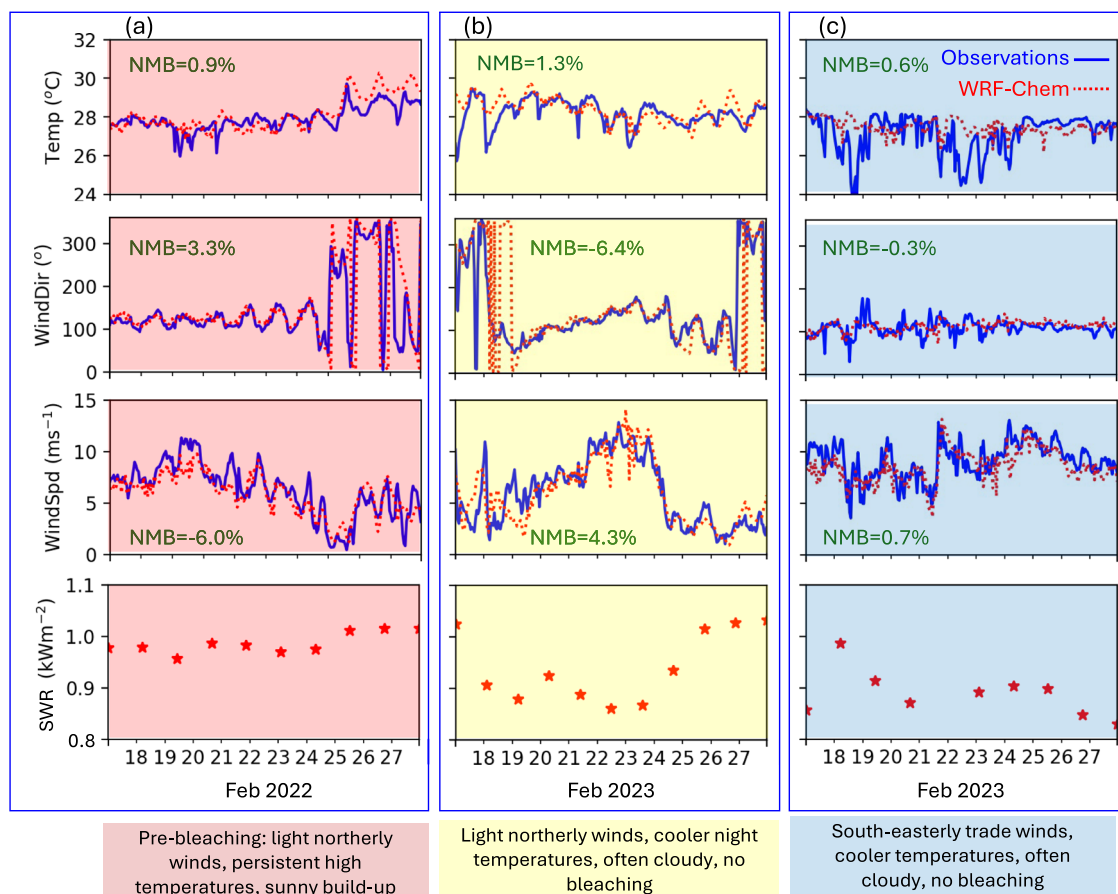 (a)
(b)
(c)
Temp (°C)
32
30
28
26
24
NMB=0.9%
NMB=1.3%
NMB=0.6%
Observations
WRF-Chem
WindDir (°)
300
200
100
0
NMB=3.3%
NMB=-6.4%
NMB=-0.3%
WindSpd (ms⁻¹)
15
10
5
0
NMB=-6.0%
NMB=4.3%
NMB=0.7%
SWR (kWm⁻²)
1.1
1.0
0.9
0.8
18 19 20 21 22 23 24 25 26 27
18 19 20 21 22 23 24 25 26 27
18 19 20 21 22 23 24 25 26 27
Feb 2022
Feb 2023
Feb 2023
Pre-bleaching: light northerly
winds, persistent high
temperatures, sunny build-up
Light northerly winds, cooler night
temperatures, often cloudy, no
bleaching
South-easterly trade winds,
cooler temperatures, often
cloudy, no bleaching